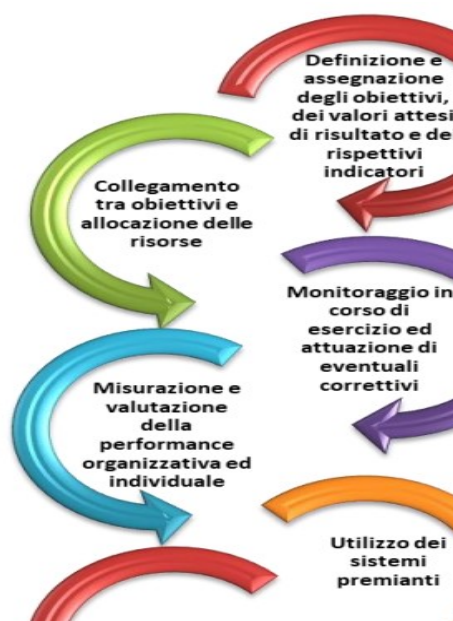 Definizione e
assegnazione
degli obiettivi,
dei valori attesi
di risultato e dei
rispettivi
indicatori
Collegamento
tra obiettivi e
allocazione delle
risorse
Monitoraggio in
corso di
esercizio ed
attuazione di
eventuali
correttivi
Misurazione e
valutazione
della
performance
organizzativa ed
individuale
Utilizzo dei
sistemi
premianti